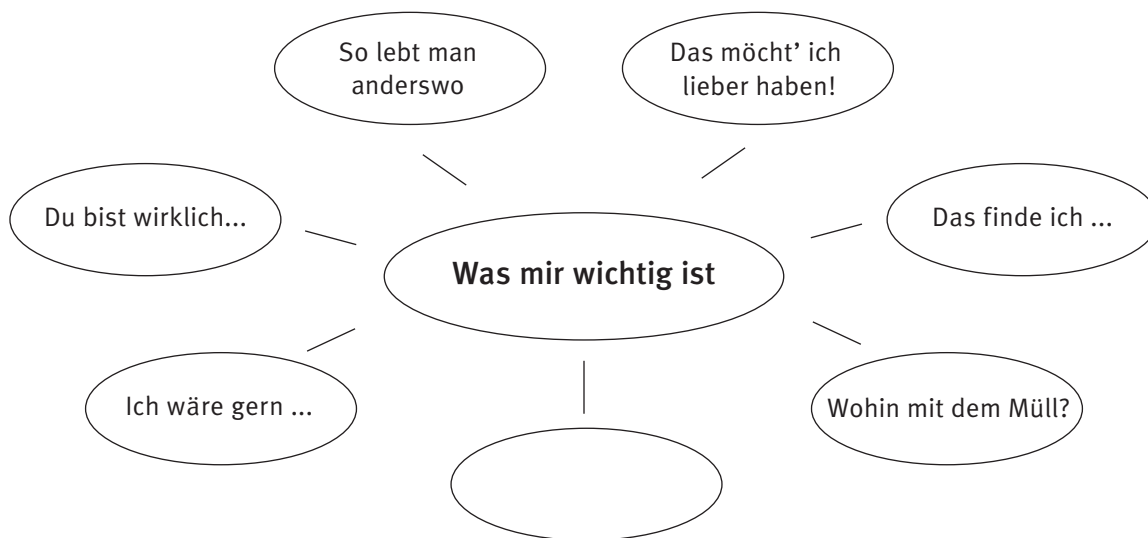 So lebt man
anderswo
Das möcht’ ich
lieber haben!
Du bist wirklich...
Das finde ich ...
Was mir wichtig ist
Ich wäre gern ...
Wohin mit dem Müll?